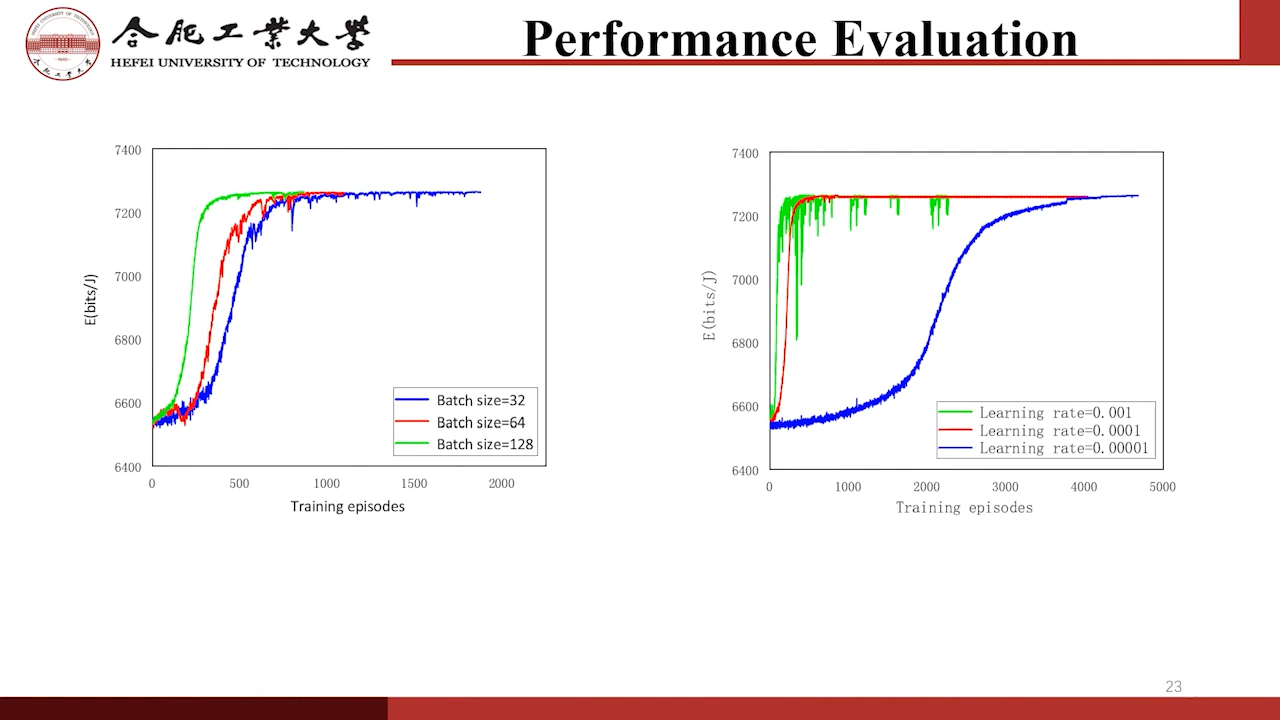 合肥工業大學
HEFEI UNIVERSITY OF TECHNOLOGY
Performance Evaluation
7400
7200
7000
6800
6600
6400
E(bits/J)
0
500
1000
1500
2000
Training episodes
Batch size=32
Batch size=64
Batch size=128
7400
7200
7000
6800
6600
6400
E(bits/J)
0
1000
2000
3000
4000
5000
Training episodes
Learning rate=0.001
Learning rate=0.0001
Learning rate=0.00001
23